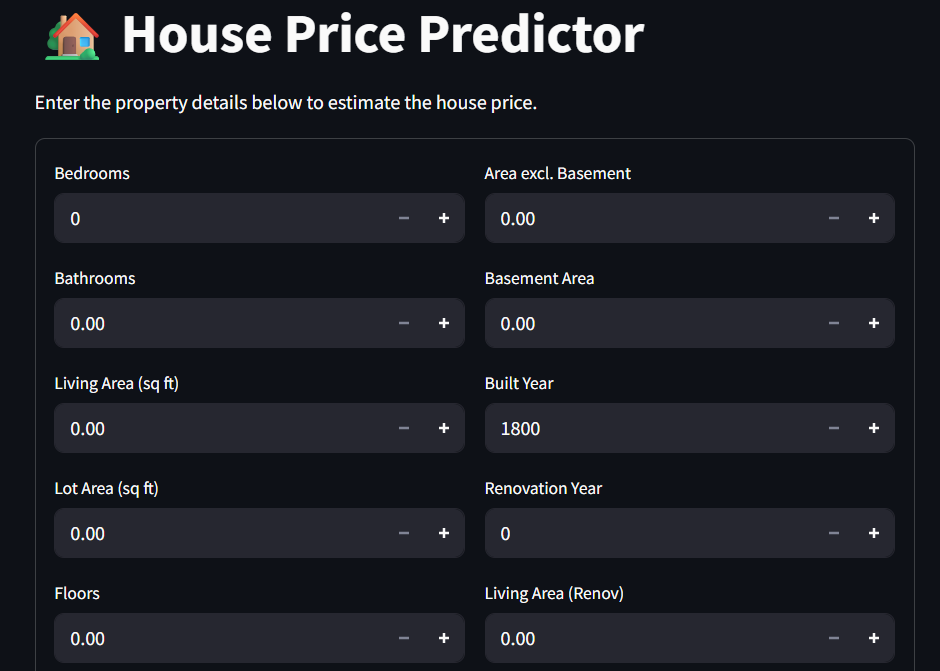 House Price Predictor
Enter the property details below to estimate the house price.
Bedrooms
0
Area excl. Basement
0.00
Bathrooms
0.00
Basement Area
0.00
Living Area (sq ft)
0.00
Built Year
1800
Lot Area (sq ft)
0.00
Renovation Year
0
Floors
0.00
Living Area (Renov)
0.00